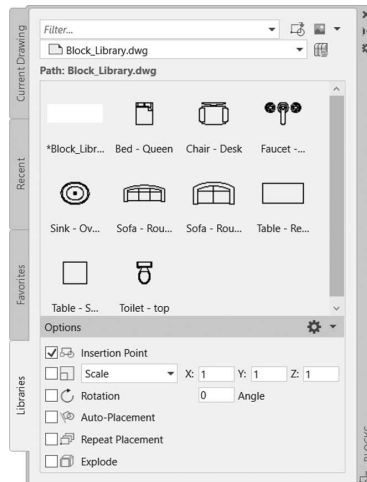 Filter...
Block_Library.dwg
Path: Block_Library.dwg
Current Drawing
Recent
Favorites
Libraries
*Block_Libr... Bed - Queen Chair - Desk Faucet -...
Sink - Ov... Sofa - Rou... Sofa - Rou... Table - Re...
Table - S... Toilet - top
Options
Insertion Point
Scale X: 1 Y: 1 Z: 1
Rotation 0 Angle
Auto-Placement
Repeat Placement
Explode
BLOCKS